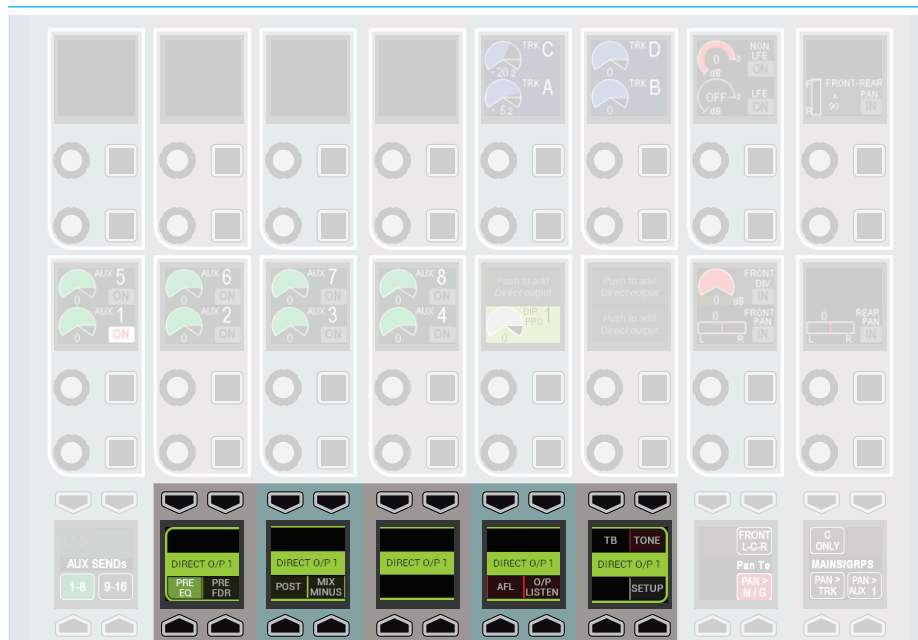 TRK C
-20.2
TRK A
-5.2
TRK D
0
TRK B
0
NON
LFE
0
dB
ON
OFF
dB
LFE
ON
F
R
FRONT-REAR
PAN
90
IN
AUX 5
0
ON
AUX 1
0
ON
AUX 6
0
ON
AUX 2
0
ON
AUX 7
0
ON
AUX 3
0
ON
AUX 8
0
ON
AUX 4
0
ON
Push to add
Direct output
DIR
PRO 1
0
Push to add
Direct output
Push to add
Direct output
FRONT
DIV
0 dB
IN
FRONT
PAN
0
L R
IN
REAR
PAN
0
L R
IN
17-24
AUX SENDs
1-8 9-16
DIRECT O/P 1
PRE
EQ
PRE
FDR
DIRECT O/P 1
POST
MIX
MINUS
DIRECT O/P 1
DIRECT O/P 1
AFL
O/P
LISTEN
TB TONE
DIRECT O/P 1
SETUP
FRONT
L-C-R
Pan To
PAN >
M / G
C
ONLY
MAINS/GRPS
PAN >
TRK
PAN >
AUX 1